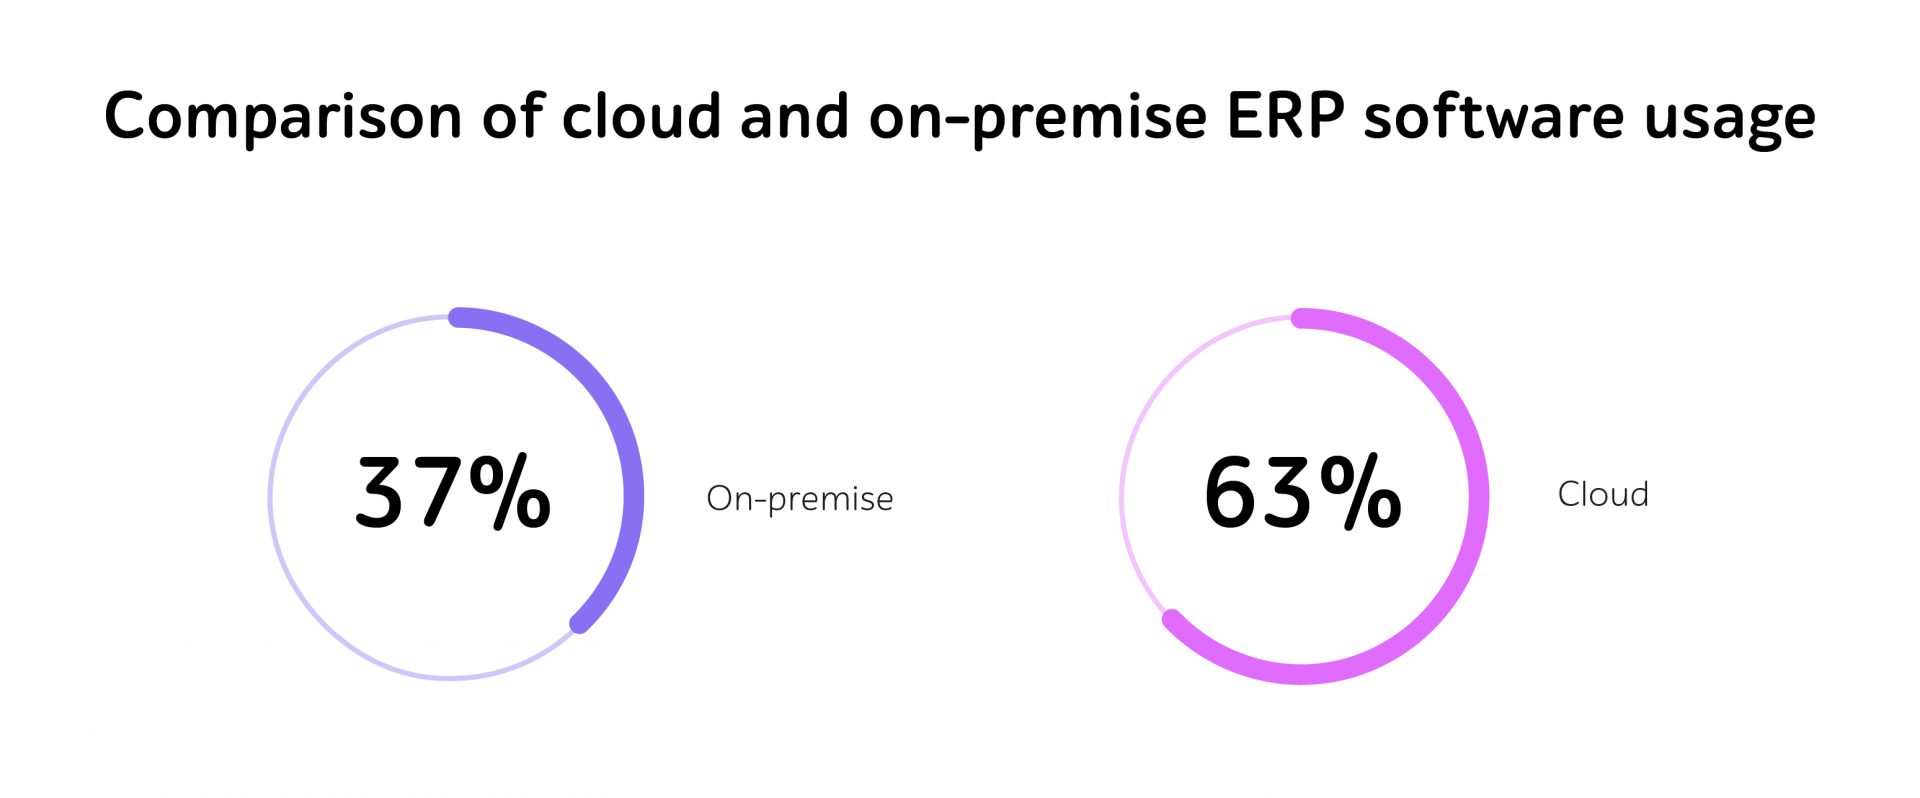 Comparison of cloud and on-premise ERP software usage
37%
On-premise
63%
Cloud